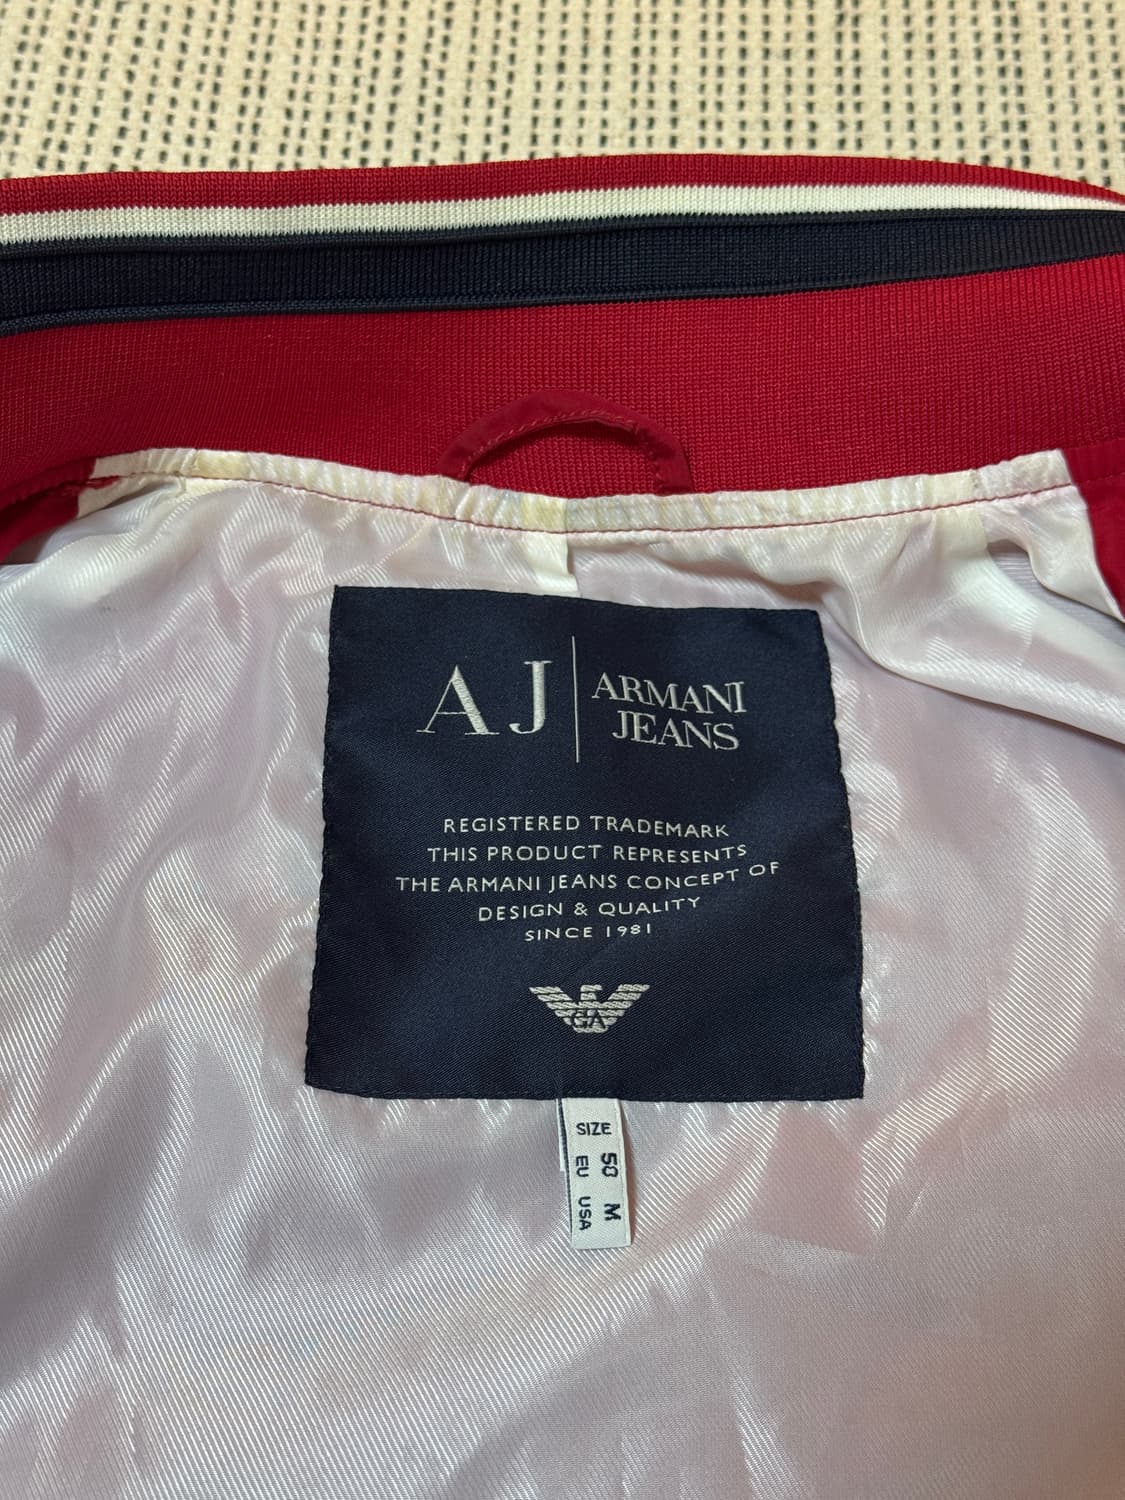 AJ ARMANI
JEANS
REGISTERED TRADEMARK
THIS PRODUCT REPRESENTS
THE ARMANI JEANS CONCEPT OF
DESIGN & QUALITY
SINCE 1981
GA
SIZE
50 EU
M USA